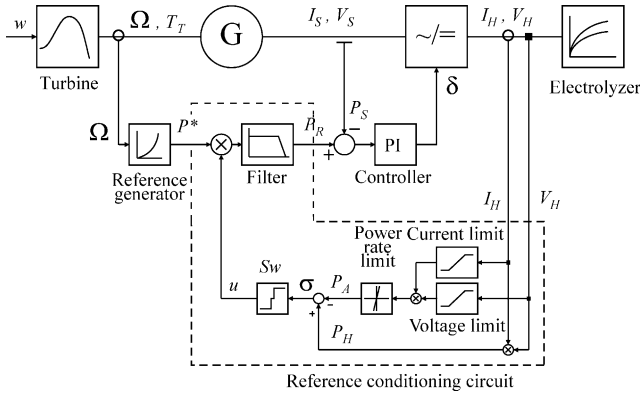 w
Ω , T_T
G
I_S, V_S
~/=
I_H, V_H
Turbine
δ
Electrolyzer
P_S
Ω
P*
P_R
−
+
PI
Reference
generator
Filter
Controller
I_H
V_H
Power
rate
limit
Current limit
Sw
σ
P_A
u
-
+
Voltage limit
P_H
Reference conditioning circuit